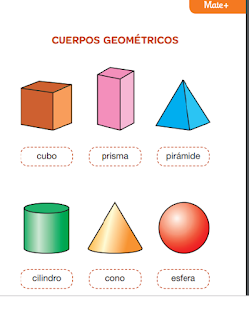 Mate+
CUERPOS GEOMÉTRICOS
cubo prisma pirámide
cilindro cono esfera